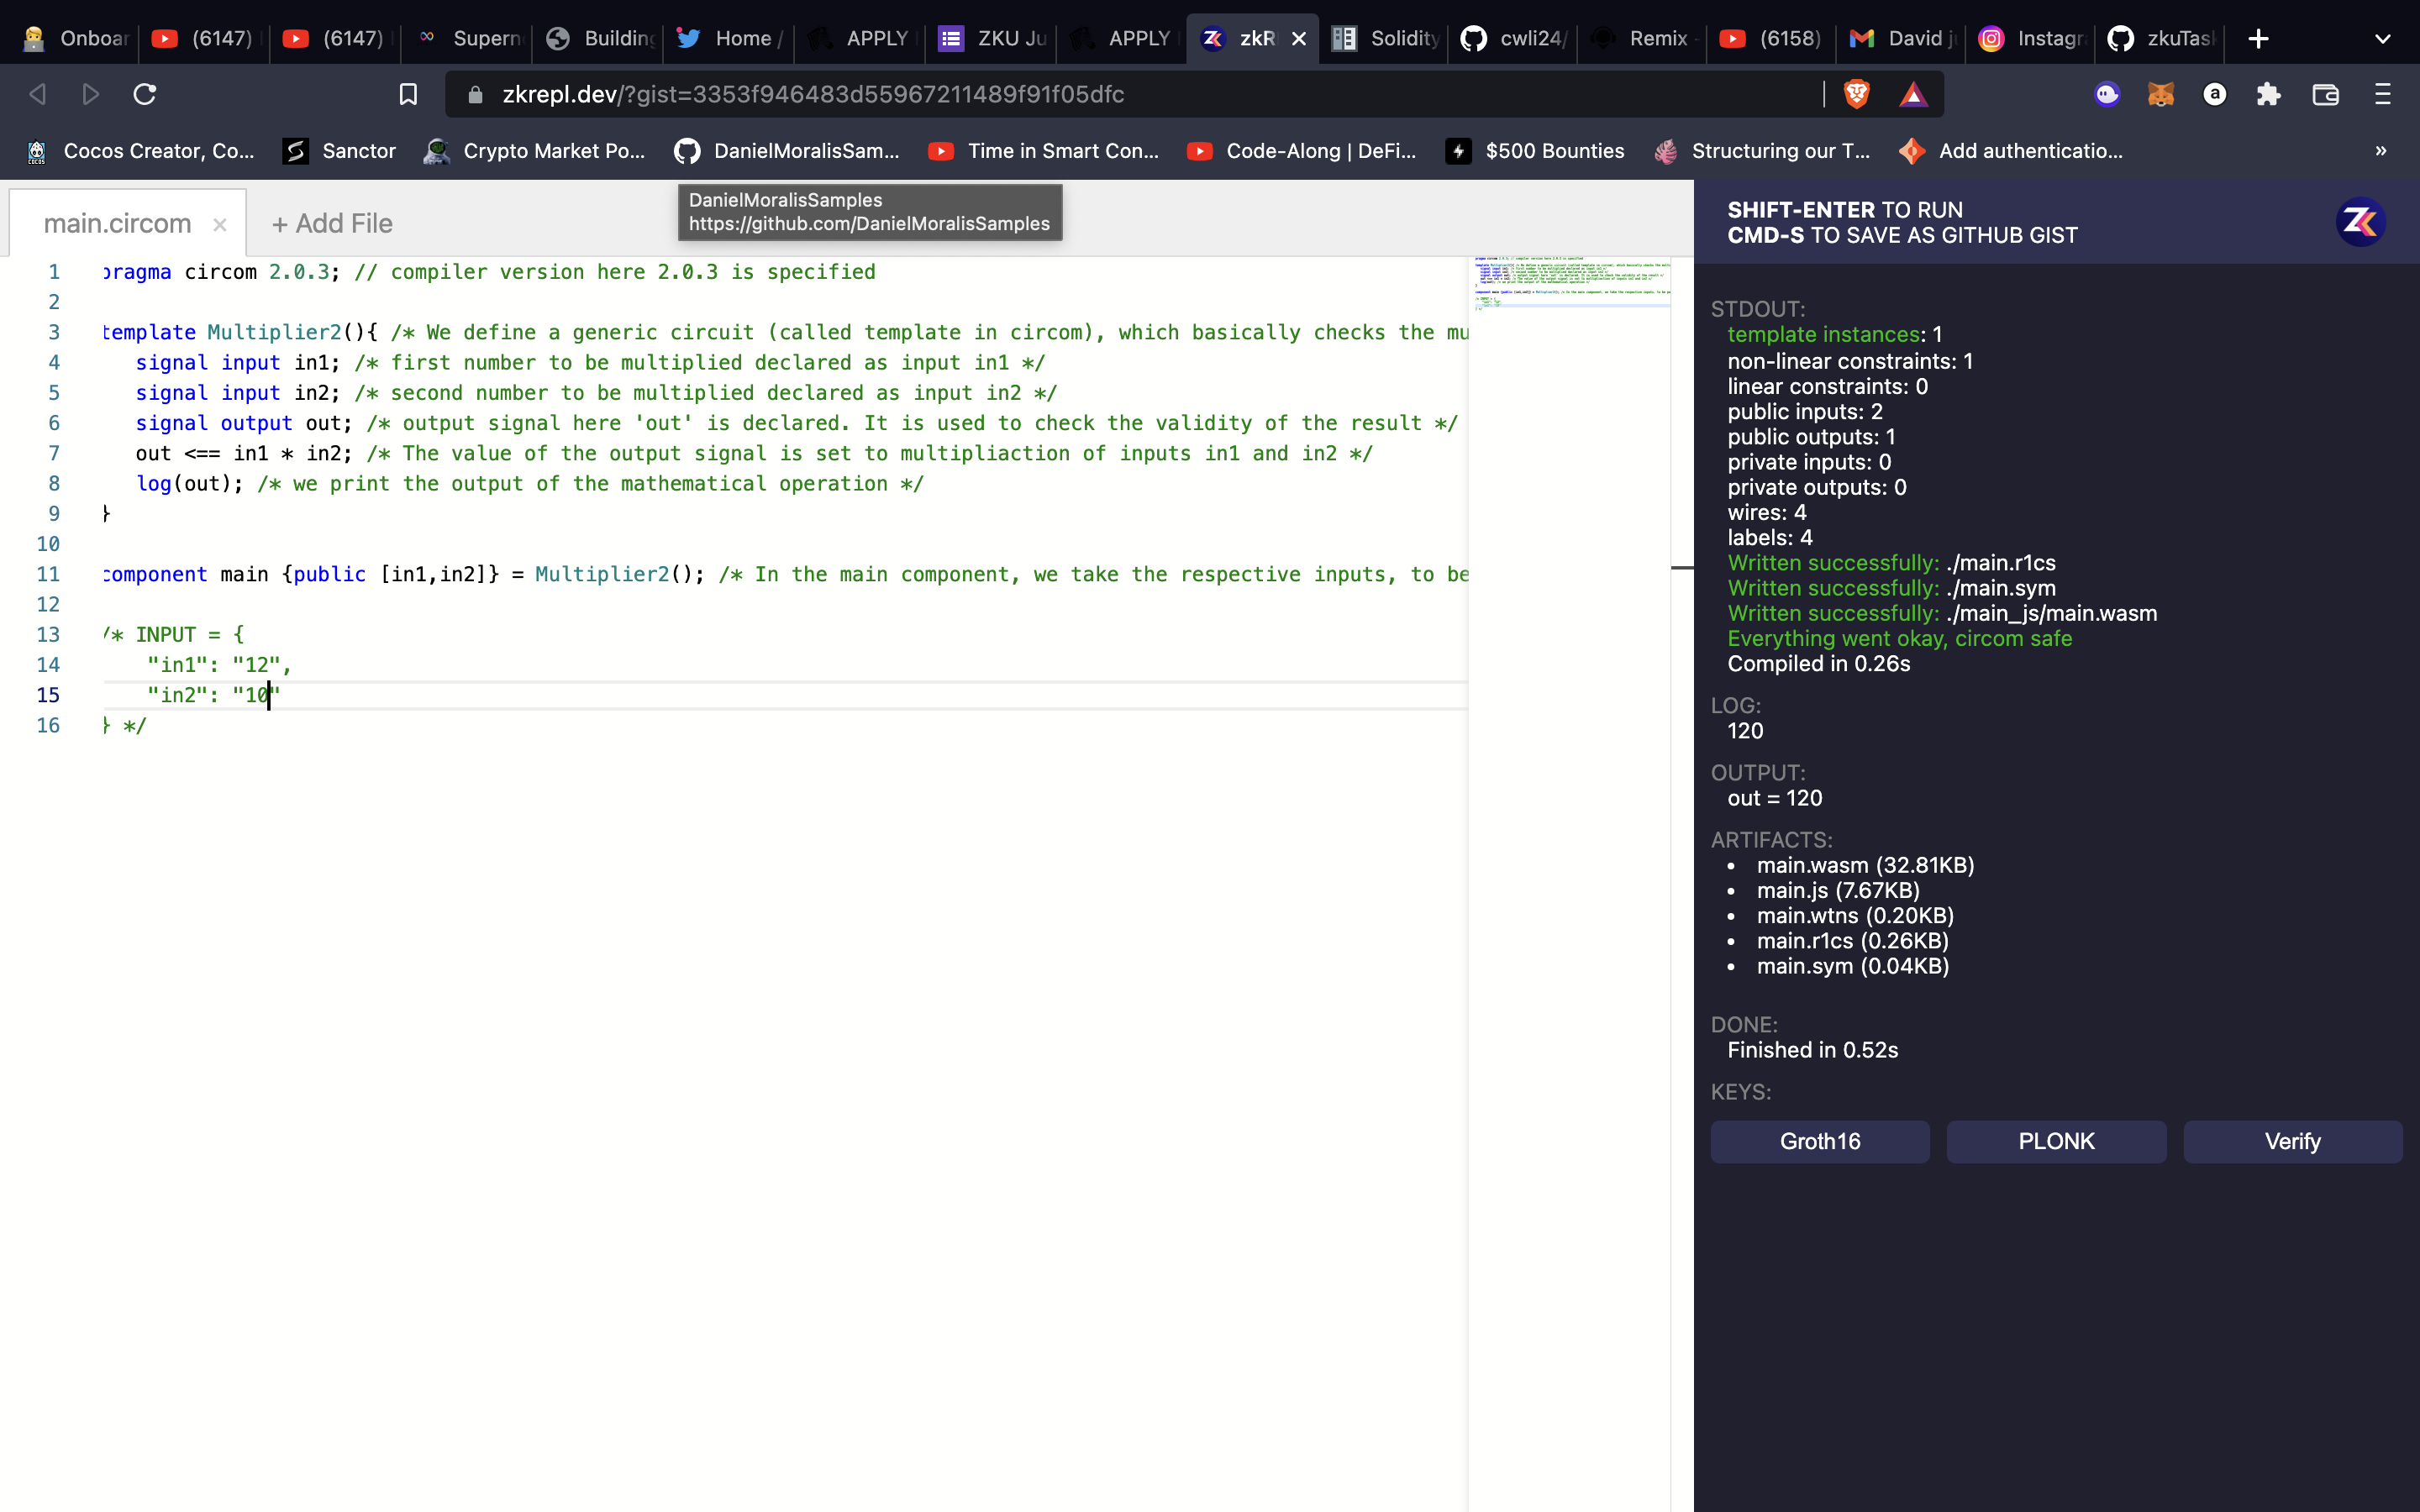 Onboar (6147) (6147) Supern Building Home / APPLY ZKU Ju APPLY zkR Solidity cwli24/ Remix - (6158) David j Instagr zkuTas
zkrepl.dev/?gist=3353f946483d55967211489f91f05dfc
Cocos Creator, Co... Sanctor Crypto Market Po... DanielMoralisSam... Time in Smart Con... Code-Along | DeFi... $500 Bounties Structuring our T... Add authenticatio... »
DanielMoralisSamples
https://github.com/DanielMoralisSamples
main.circom × + Add File
1 pragma circom 2.0.3; // compiler version here 2.0.3 is specified
2
3 template Multiplier2(){ /* We define a generic circuit (called template in circom), which basically checks the mu
4 signal input in1; /* first number to be multiplied declared as input in1 */
5 signal input in2; /* second number to be multiplied declared as input in2 */
6 signal output out; /* output signal here 'out' is declared. It is used to check the validity of the result */
7 out <== in1 * in2; /* The value of the output signal is set to multipliaction of inputs in1 and in2 */
8 log(out); /* we print the output of the mathematical operation */
9 }
10
11 component main {public [in1,in2]} = Multiplier2(); /* In the main component, we take the respective inputs, to be
12
13 /* INPUT = {
14 "in1": "12",
15 "in2": "10"
16 } */
SHIFT-ENTER TO RUN
CMD-S TO SAVE AS GITHUB GIST
STDOUT:
template instances: 1
non-linear constraints: 1
linear constraints: 0
public inputs: 2
public outputs: 1
private inputs: 0
private outputs: 0
wires: 4
labels: 4
Written successfully: ./main.r1cs
Written successfully: ./main.sym
Written successfully: ./main_js/main.wasm
Everything went okay, circom safe
Compiled in 0.26s
LOG:
120
OUTPUT:
out = 120
ARTIFACTS:
• main.wasm (32.81KB)
• main.js (7.67KB)
• main.wtns (0.20KB)
• main.r1cs (0.26KB)
• main.sym (0.04KB)
DONE:
Finished in 0.52s
KEYS:
Groth16 PLONK Verify